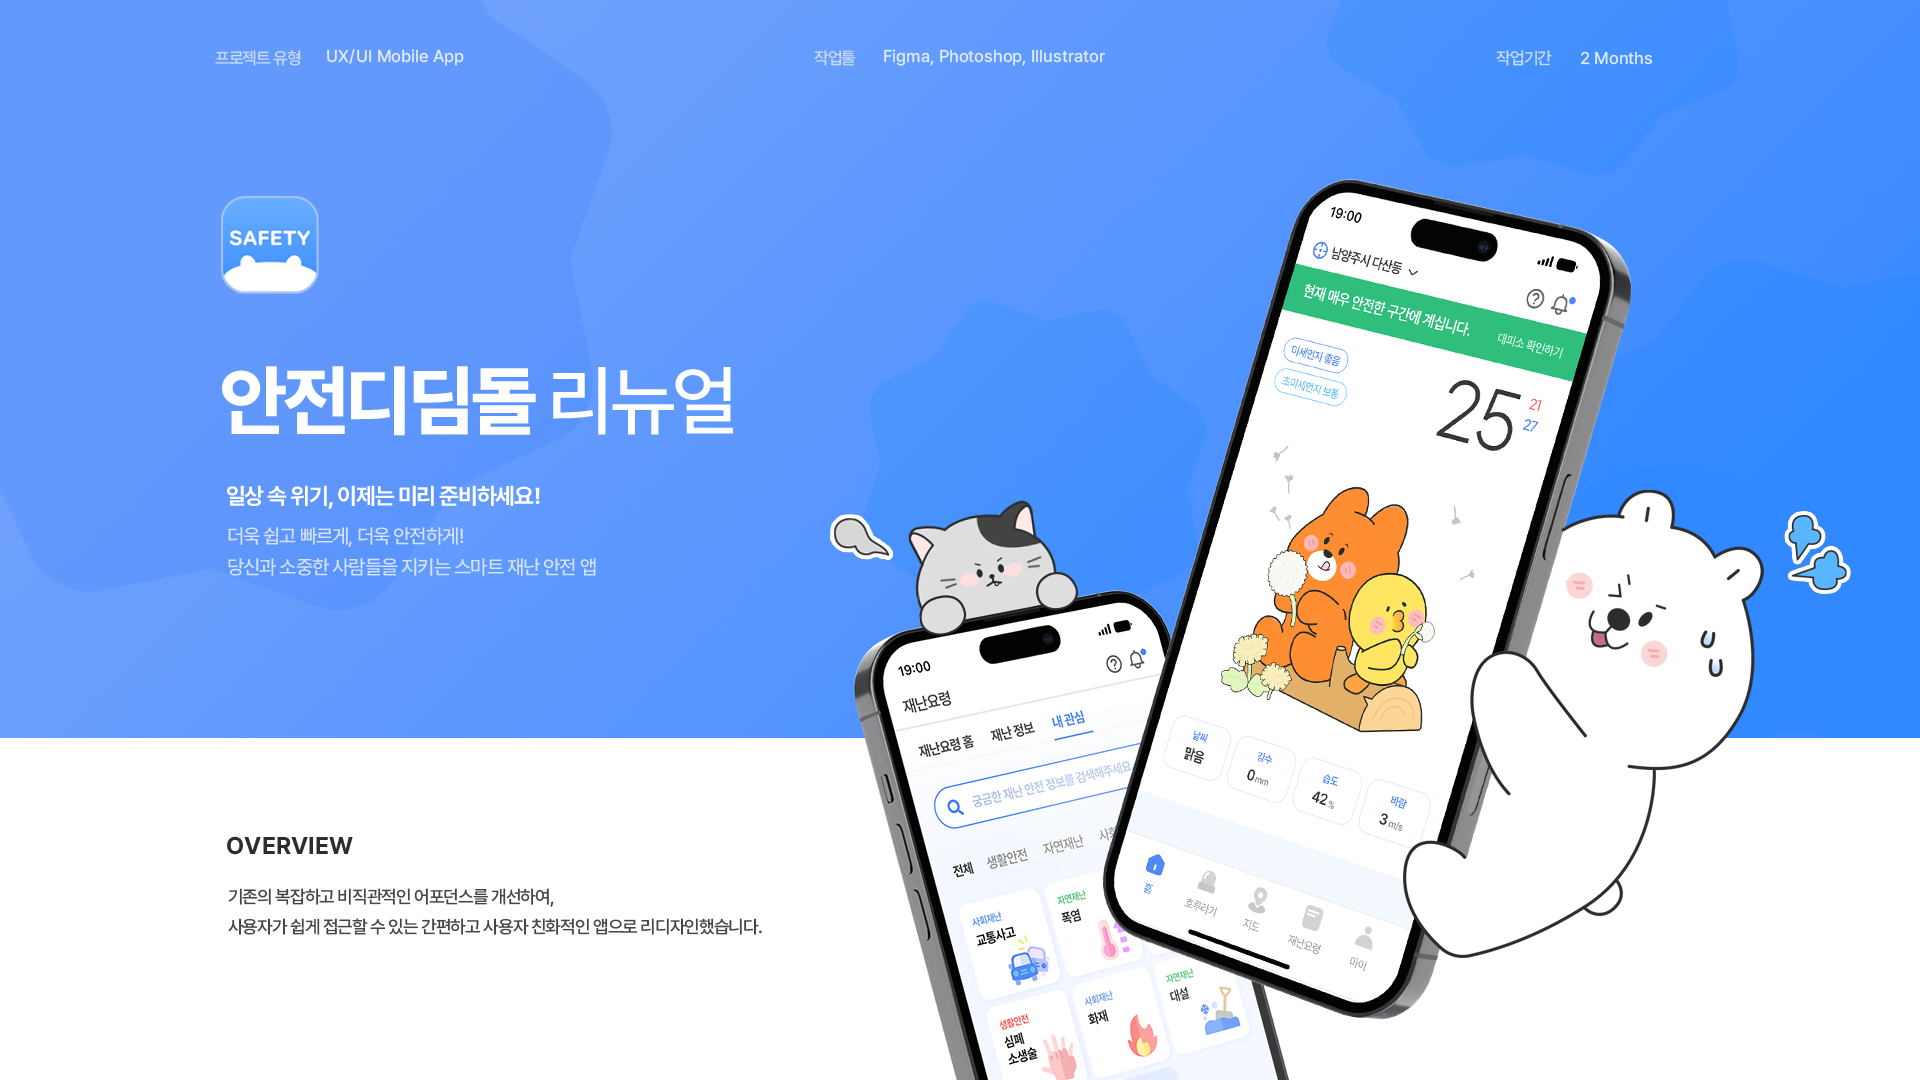 프로젝트 유형 UX/UI Mobile App
작업툴 Figma, Photoshop, Illustrator
작업기간 2 Months
SAFETY
안전디딤돌 리뉴얼
일상 속 위기, 이제는 미리 준비하세요!
더욱 쉽고 빠르게, 더욱 안전하게!
당신과 소중한 사람들을 지키는 스마트 재난 안전 앱
OVERVIEW
기존의 복잡하고 비직관적인 어포던스를 개선하여,
사용자가 쉽게 접근할 수 있는 간편하고 사용자 친화적인 앱으로 리디자인했습니다.
19:00
재난요령
재난요령 홈 재난 정보 내 관심
궁금한 재난 안전 정보를 검색해주세요
전체 생활안전 자연재난 사회
사회재난
교통사고
자연재난
폭염
생활안전
심폐
소생술
사회재난
화재
자연재난
대설
19:00
남양주시 다산동
현재 매우 안전한 구간에 계십니다. 대피소 확인하기
미세먼지 좋음
초미세먼지 보통
25
21
27
날씨
맑음
강수
0mm
습도
42%
바람
3m/s
홈
호루라기
지도
재난요령
마이